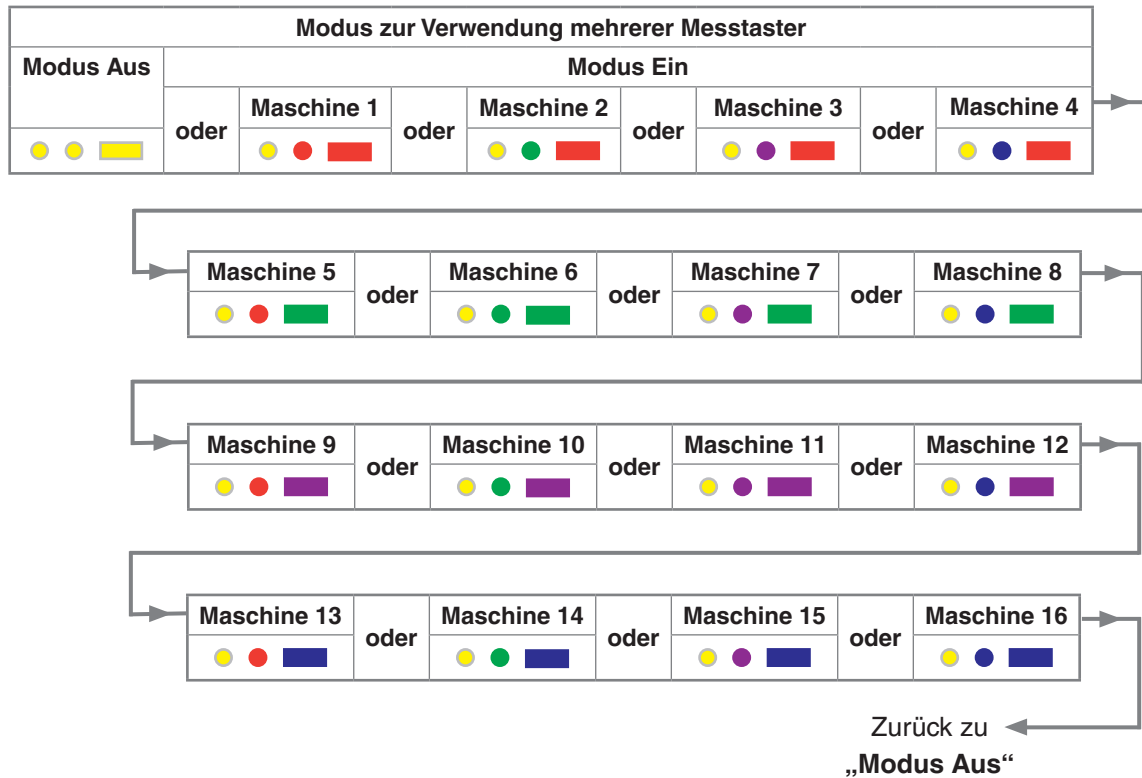 Modus zur Verwendung mehrerer Messtaster
Modus Aus
Modus Ein
oder
Maschine 1
oder
Maschine 2
oder
Maschine 3
oder
Maschine 4
Maschine 5
oder
Maschine 6
oder
Maschine 7
oder
Maschine 8
Maschine 9
oder
Maschine 10
oder
Maschine 11
oder
Maschine 12
Maschine 13
oder
Maschine 14
oder
Maschine 15
oder
Maschine 16
Zurück zu
„Modus Aus“